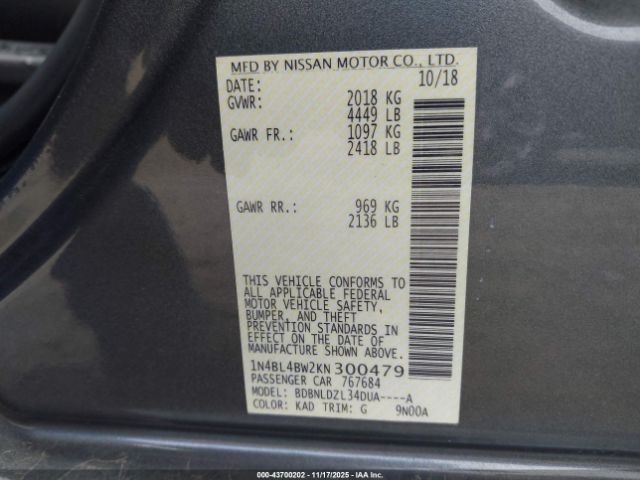 MFD BY NISSAN MOTOR CO., LTD.
DATE: 10/18
GVWR: 2018 KG
4449 LB
GAWR FR.: 1097 KG
2418 LB
GAWR RR.: 969 KG
2136 LB
THIS VEHICLE CONFORMS TO
ALL APPLICABLE FEDERAL
MOTOR VEHICLE SAFETY,
BUMPER, AND THEFT
PREVENTION STANDARDS IN
EFFECT ON THE DATE OF
MANUFACTURE SHOWN ABOVE.
1N4BL4BW2KN300479
PASSENGER CAR 767684
MODEL: BDBNLDZL34DUA----A
COLOR: KAD TRIM: G 9N00A
000-43700202 - 11/17/2025 - IAAI.COM